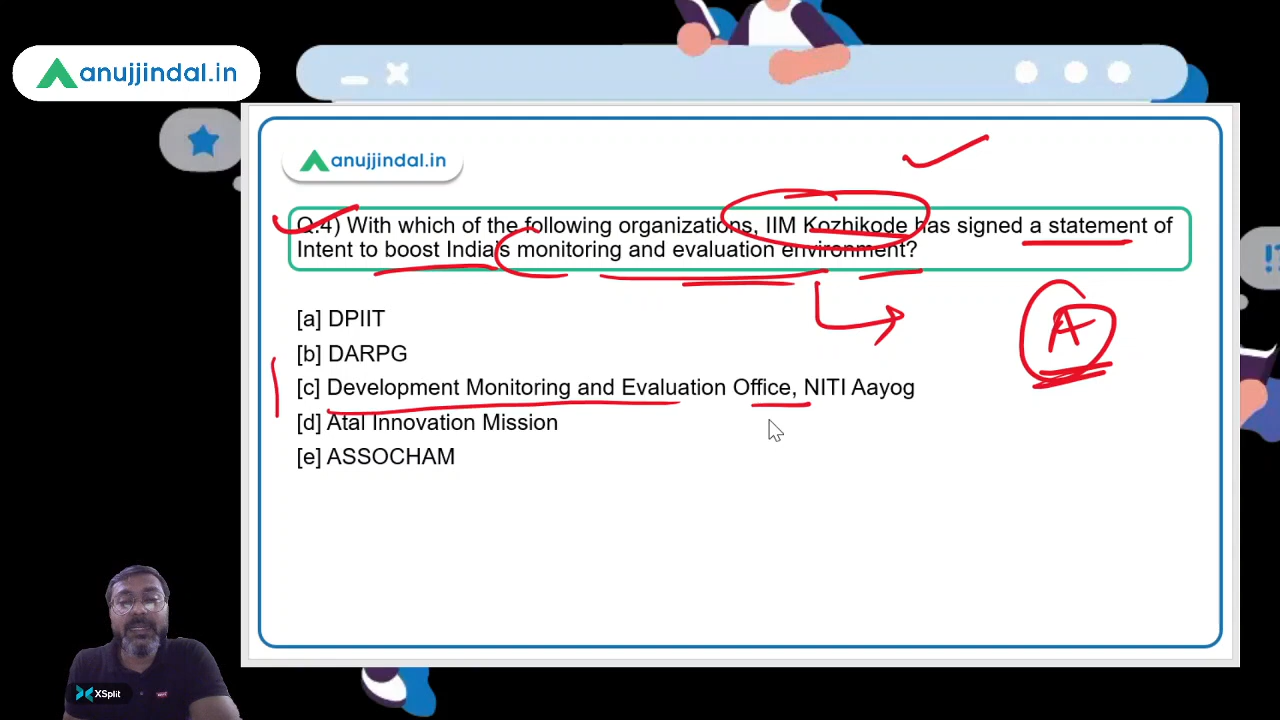 anujjindal.in
anujjindal.in
Q.4) With which of the following organizations, IIM Kozhikode has signed a statement of
Intent to boost India's monitoring and evaluation environment?
A
[a] DPIIT
[b] DARPG
[c] Development Monitoring and Evaluation Office, NITI Aayog
[d] Atal Innovation Mission
[e] ASSOCHAM
XSplit